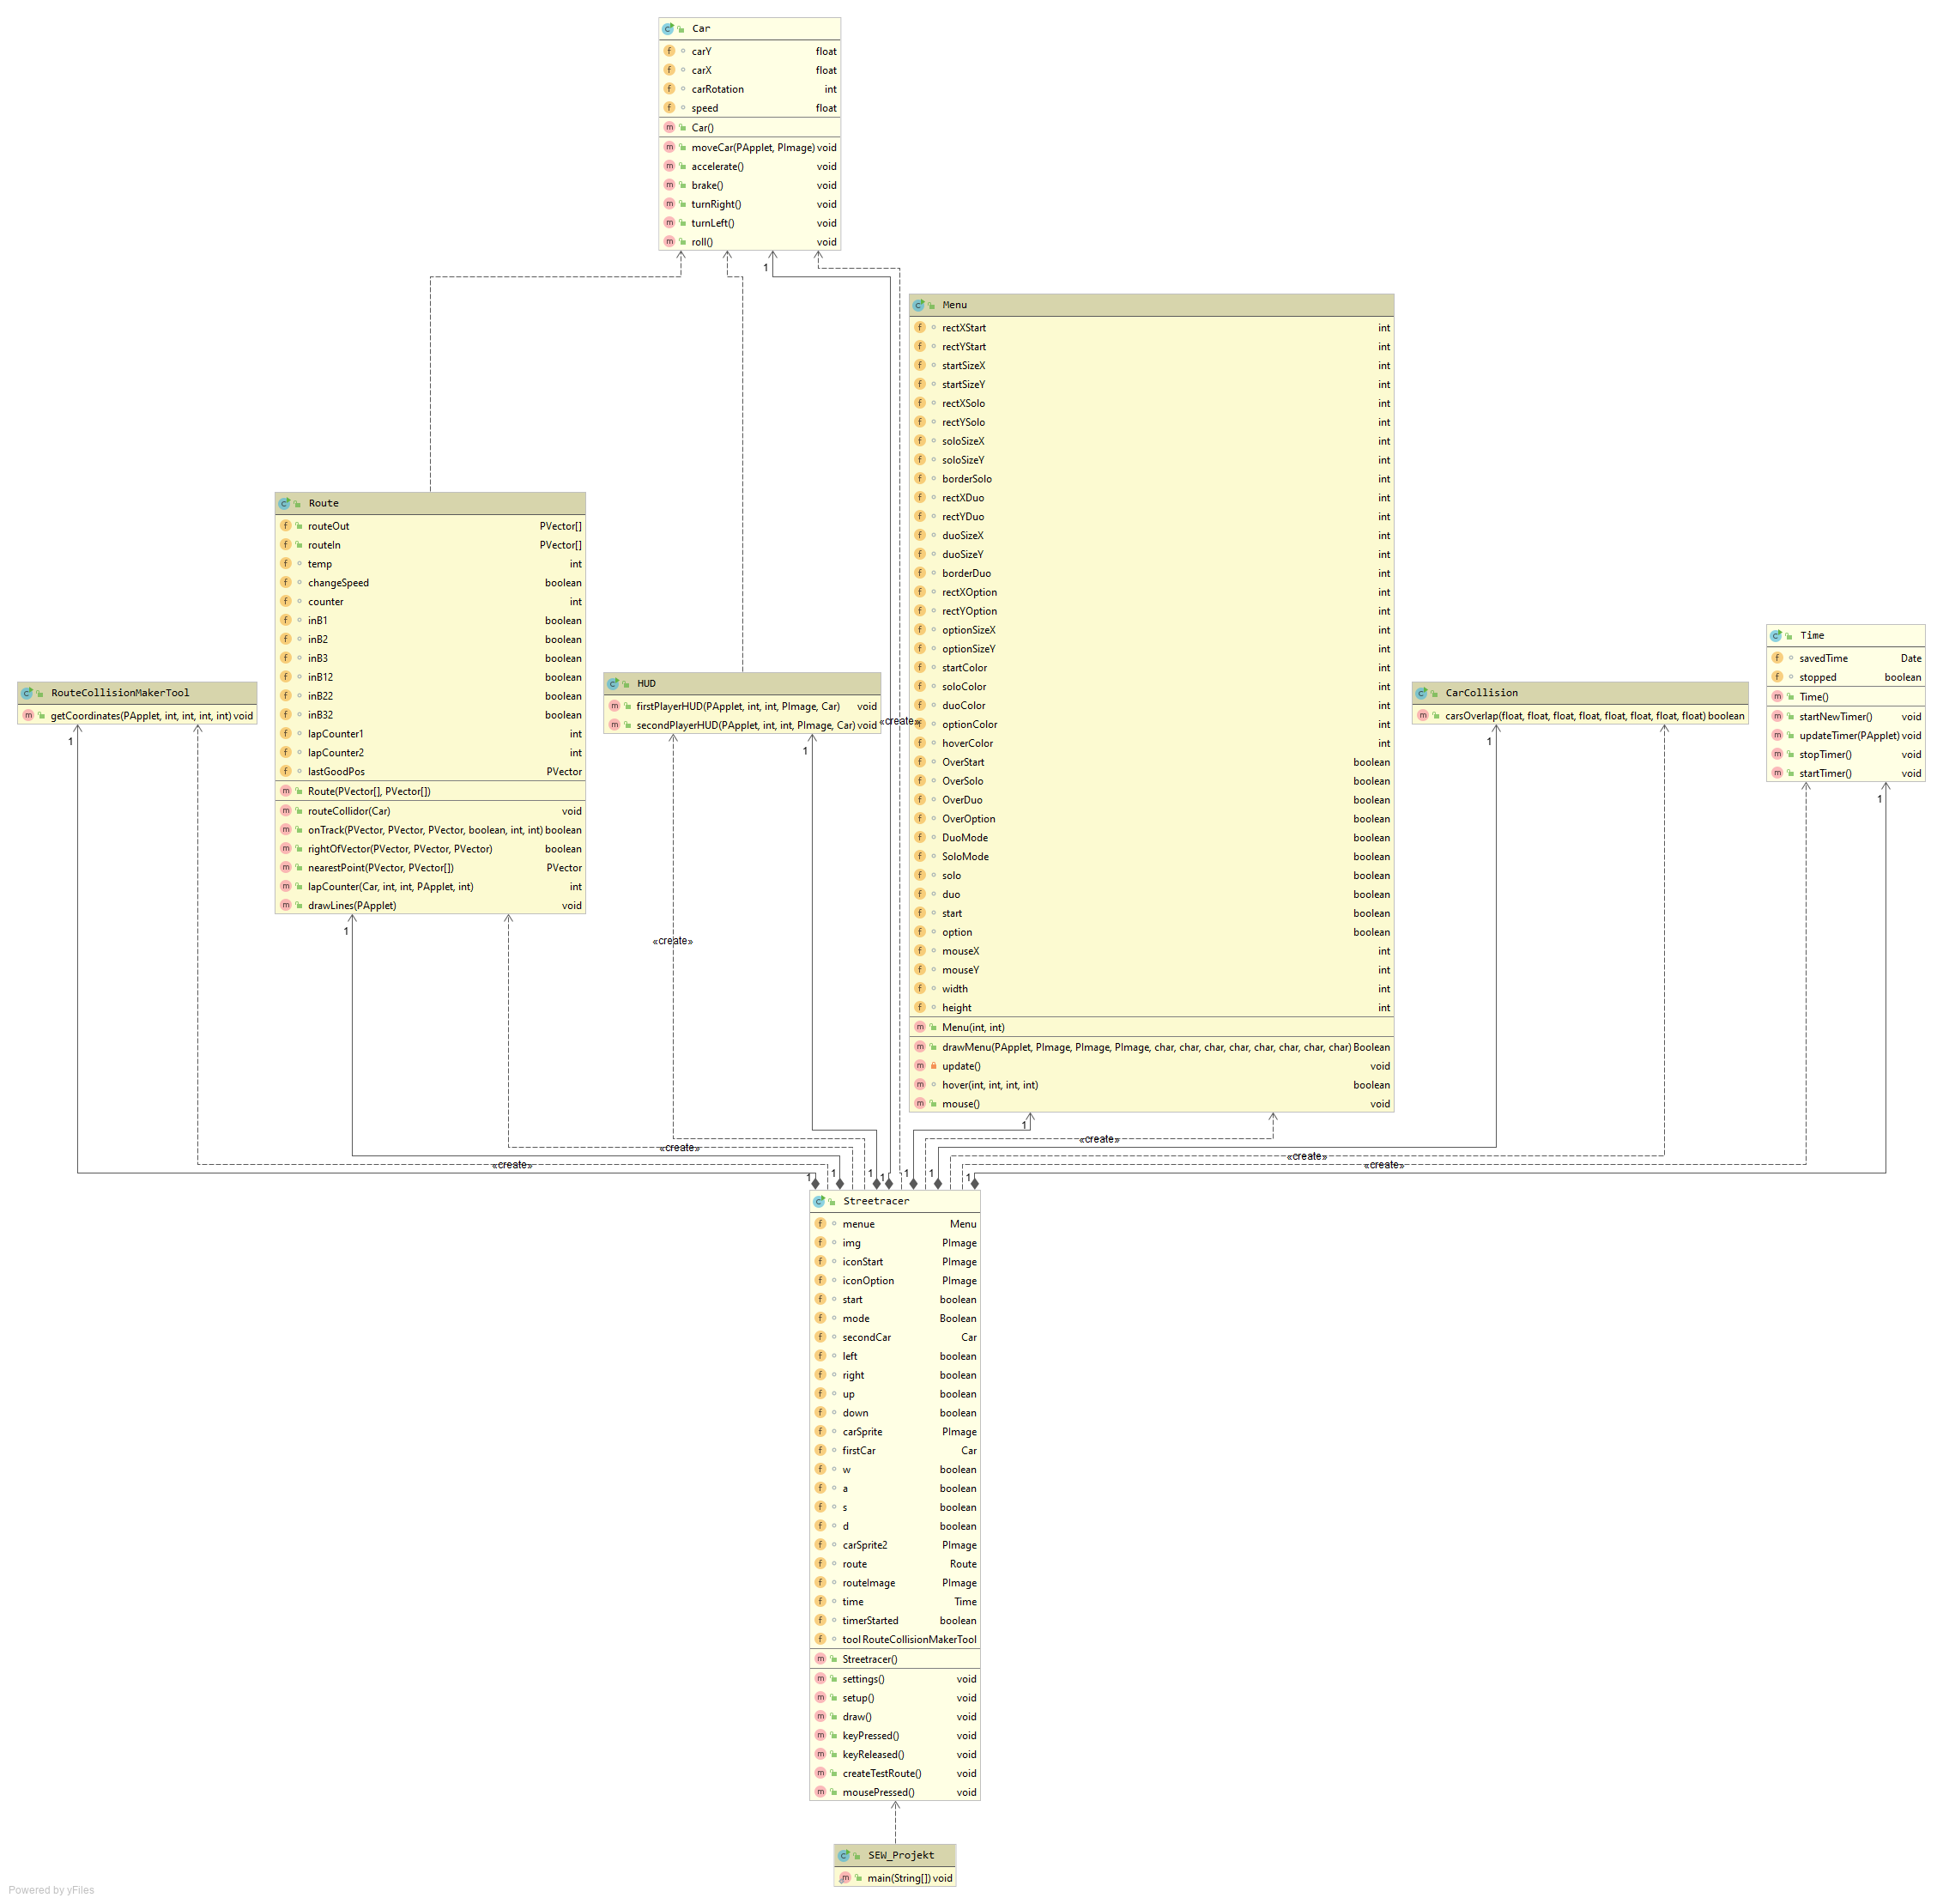 Car
carY float
carX float
carRotation int
speed float
Car()
moveCar(PApplet, PImage) void
accelerate() void
brake() void
turnRight() void
turnLeft() void
roll() void
1
Menu
rectXStart int
rectYStart int
startSizeX int
startSizeY int
rectXSolo int
rectYSolo int
soloSizeX int
soloSizeY int
borderSolo int
rectXDuo int
rectYDuo int
duoSizeX int
duoSizeY int
borderDuo int
rectXOption int
rectYOption int
optionSizeX int
optionSizeY int
startColor int
soloColor int
duoColor int
optionColor int
hoverColor int
OverStart boolean
OverSolo boolean
OverDuo boolean
OverOption boolean
DuoMode boolean
SoloMode boolean
solo boolean
duo boolean
start boolean
option boolean
mouseX int
mouseY int
width int
height int
Menu(int, int)
drawMenu(PApplet, PImage, PImage, PImage, char, char, char, char, char, char, char, char) Boolean
update() void
hover(int, int, int, int) boolean
mouse() void
Route
routeOut PVector[]
routeIn PVector[]
temp int
changeSpeed boolean
counter int
inB1 boolean
inB2 boolean
inB3 boolean
inB12 boolean
inB22 boolean
inB32 boolean
lapCounter1 int
lapCounter2 int
lastGoodPos PVector
Route(PVector[], PVector[])
routeCollidor(Car) void
onTrack(PVector, PVector, PVector, boolean, int, int) boolean
rightOfVector(PVector, PVector, PVector) boolean
nearestPoint(PVector, PVector[]) PVector
lapCounter(Car, int, int, PApplet, int) int
drawLines(PApplet) void
RouteCollisionMakerTool
getCoordinates(PApplet, int, int, int, int) void
HUD
firstPlayerHUD(PApplet, int, int, PImage, Car) void
secondPlayerHUD(PApplet, int, int, PImage, Car) void
«create»
CarCollision
carsOverlap(float, float, float, float, float, float, float, float) boolean
Time
savedTime Date
stopped boolean
Time()
startNewTimer() void
updateTimer(PApplet) void
stopTimer() void
startTimer() void
1
1
1
1
1
«create»
1
«create»
«create»
«create»
«create»
«create»
1
1
1
1
1
1
1
Streetracer
menue Menu
img PImage
iconStart PImage
iconOption PImage
start boolean
mode Boolean
secondCar Car
left boolean
right boolean
up boolean
down boolean
carSprite PImage
firstCar Car
w boolean
a boolean
s boolean
d boolean
carSprite2 PImage
route Route
routeImage PImage
time Time
timerStarted boolean
tool RouteCollisionMakerTool
Streetracer()
settings() void
setup() void
draw() void
keyPressed() void
keyReleased() void
createTestRoute() void
mousePressed() void
SEW_Projekt
main(String[]) void
Powered by yFiles